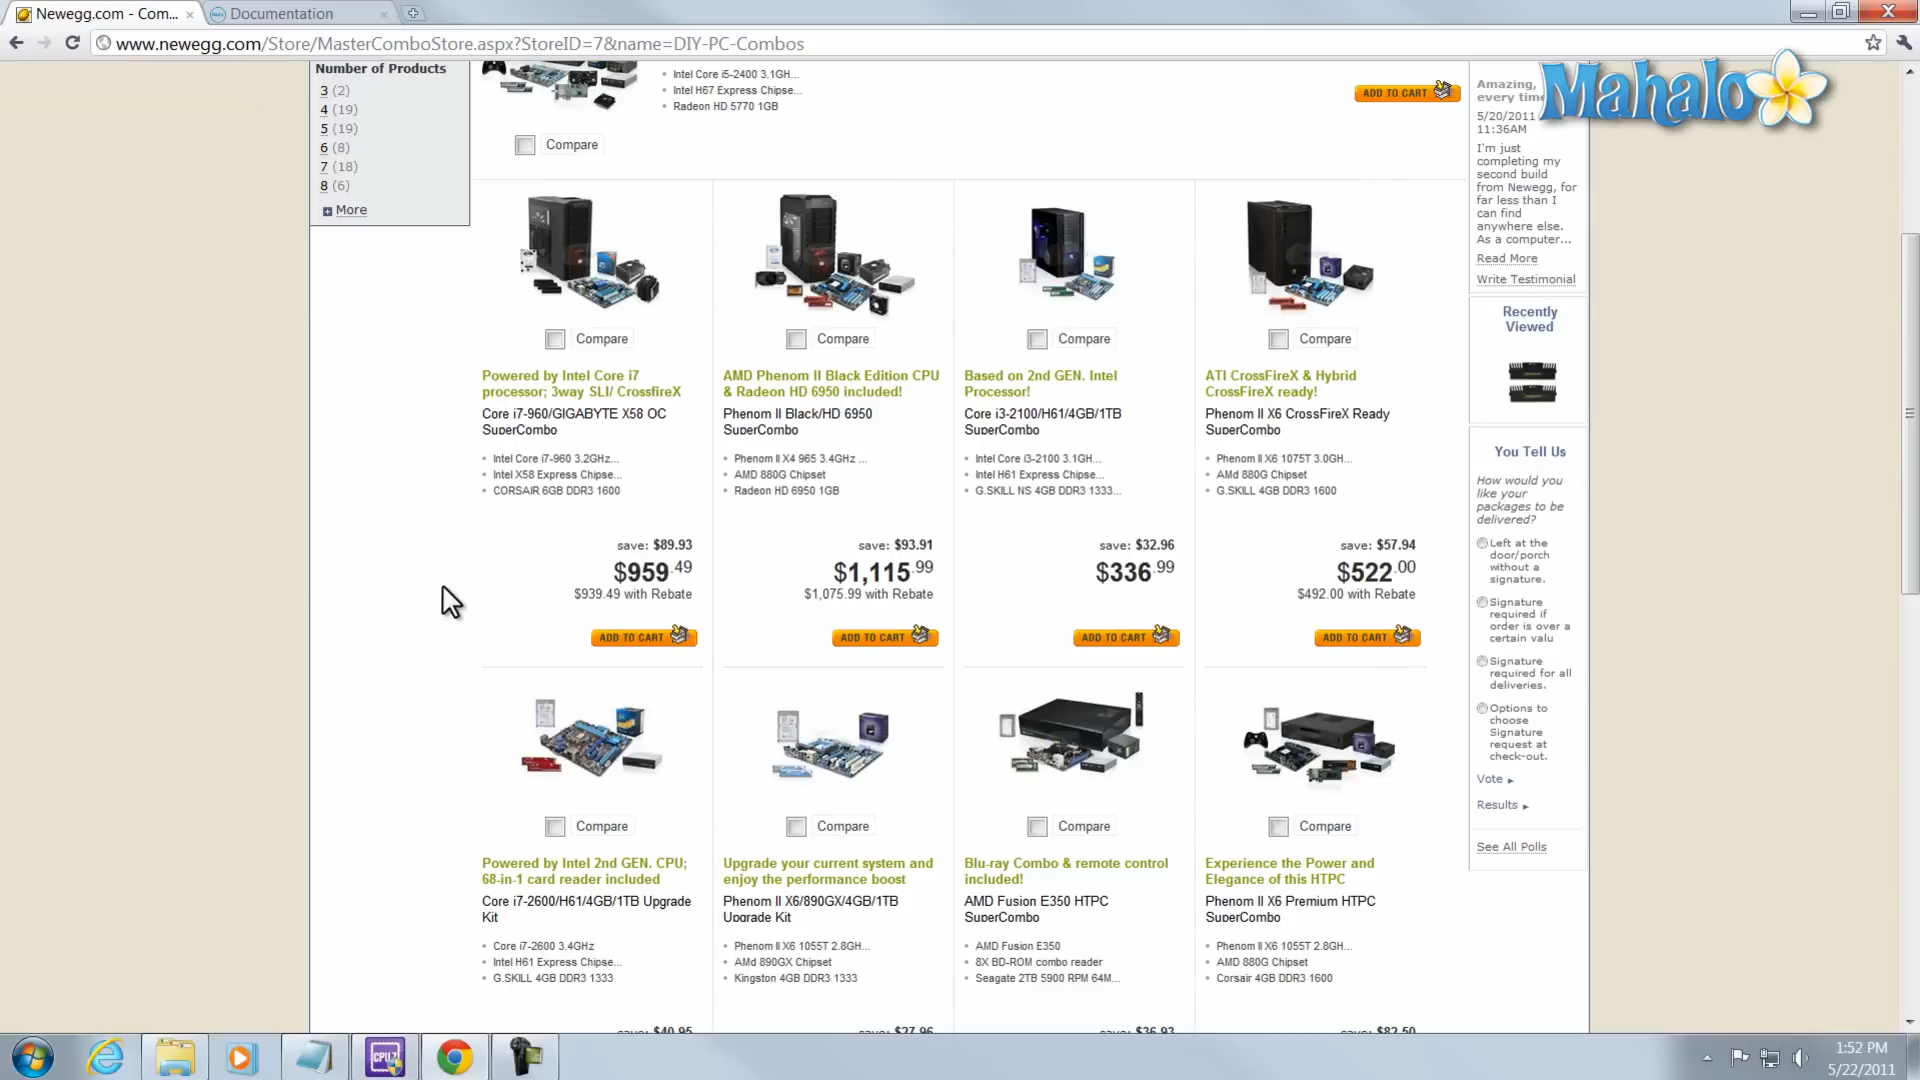 Newegg.com - Com...
Documentation
www.newegg.com/Store/MasterComboStore.aspx?StoreID=7&name=DIY-PC-Combos
Mahalo
Number of Products
3 (2)
4 (19)
5 (19)
6 (8)
7 (18)
8 (6)
More
Intel Core i5-2400 3.1GH...
Intel H67 Express Chipse...
Radeon HD 5770 1GB
ADD TO CART
Compare
Compare
Powered by Intel Core i7
processor; 3way SLI/ CrossfireX
Core i7-960/GIGABYTE X58 OC
SuperCombo
Intel Core i7-960 3.2GHz...
Intel X58 Express Chipse...
CORSAIR 6GB DDR3 1600
save: $89.93
$959.49
$939.49 with Rebate
ADD TO CART
Compare
AMD Phenom II Black Edition CPU
& Radeon HD 6950 included!
Phenom II Black/HD 6950
SuperCombo
Phenom II X4 965 3.4GHz ...
AMD 880G Chipset
Radeon HD 6950 1GB
save: $93.91
$1,115.99
$1,075.99 with Rebate
ADD TO CART
Compare
Based on 2nd GEN. Intel
Processor!
Core i3-2100/H61/4GB/1TB
SuperCombo
Intel Core i3-2100 3.1GH...
Intel H61 Express Chipse...
G.SKILL NS 4GB DDR3 1333...
save: $32.96
$336.99
ADD TO CART
Compare
ATI CrossFireX & Hybrid
CrossFireX ready!
Phenom II X6 CrossFireX Ready
SuperCombo
Phenom II X6 1075T 3.0GH...
AMd 880G Chipset
G.SKILL 4GB DDR3 1600
save: $57.94
$522.00
$492.00 with Rebate
ADD TO CART
Compare
Powered by Intel 2nd GEN. CPU;
68-in-1 card reader included
Core i7-2600/H61/4GB/1TB Upgrade
Kit
Core i7-2600 3.4GHz
Intel H61 Express Chipse...
G.SKILL 4GB DDR3 1333
save: $40.95
Compare
Upgrade your current system and
enjoy the performance boost
Phenom II X6/890GX/4GB/1TB
Upgrade Kit
Phenom II X6 1055T 2.8GH...
AMd 890GX Chipset
Kingston 4GB DDR3 1333
save: $27.96
Compare
Blu-ray Combo & remote control
included!
AMD Fusion E350 HTPC
SuperCombo
AMD Fusion E350
8X BD-ROM combo reader
Seagate 2TB 5900 RPM 64M...
save: $36.93
Compare
Experience the Power and
Elegance of this HTPC
Phenom II X6 Premium HTPC
SuperCombo
Phenom II X6 1055T 2.8GH...
AMD 880G Chipset
Corsair 4GB DDR3 1600
save: $82.50
Amazing,
every time
5/20/2011
11:36AM
I'm just
completing my
second build
from Newegg, for
far less than I
can find
anywhere else.
As a computer...
Read More
Write Testimonial
Recently
Viewed
You Tell Us
How would you
like your
packages to be
delivered?
Left at the
door/porch
without a
signature.
Signature
required if
order is over a
certain valu
Signature
required for all
deliveries.
Options to
choose
Signature
request at
check-out.
Vote
Results
See All Polls
CPU-Z
1:52 PM
5/22/2011